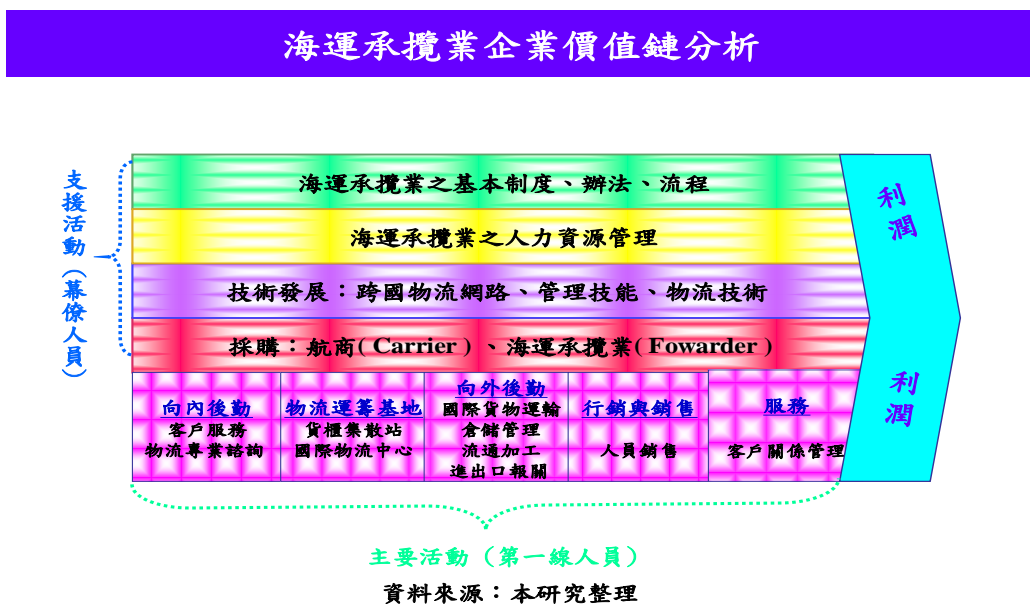 海運承攬業企業價值鏈分析
支援活動（幕僚人員）
海運承攬業之基本制度、辦法、流程
海運承攬業之人力資源管理
技術發展：跨國物流網路、管理技能、物流技術
採購：航商( Carrier ) 、海運承攬業( Fowarder )
利潤
利潤
向內後勤
客戶服務
物流專業諮詢
物流運籌基地
貨櫃集散站
國際物流中心
向外後勤
國際貨物運輸
倉儲管理
流通加工
進出口報關
行銷與銷售
人員銷售
服務
客戶關係管理
主要活動（第一線人員）
資料來源：本研究整理